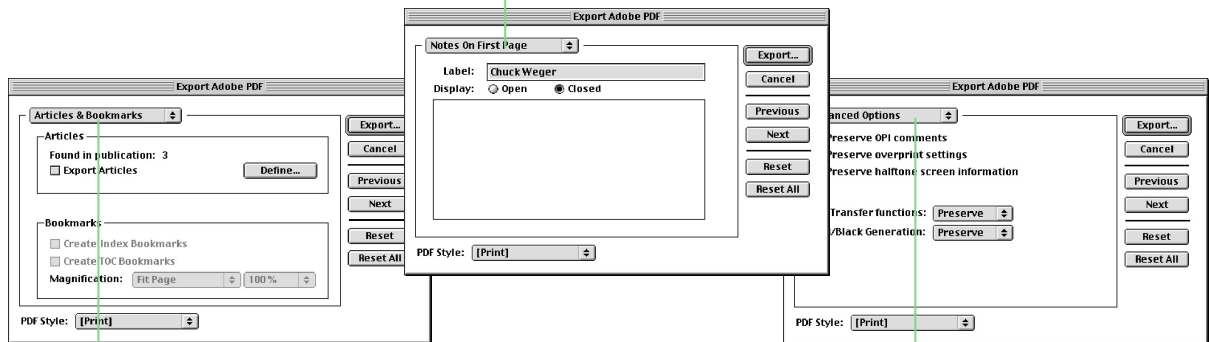 Export Adobe PDF
Articles & Bookmarks
Articles
Found in publication: 3
Export Articles
Define...
Bookmarks
Create Index Bookmarks
Create TOC Bookmarks
Magnification: Fit Page 100%
PDF Style: [Print]
Export...
Cancel
Previous
Next
Reset
Reset All
Export Adobe PDF
Notes On First Page
Label: Chuck Weger
Display: Open Closed
PDF Style: [Print]
Export...
Cancel
Previous
Next
Reset
Reset All
Export Adobe PDF
Options
Preserve OPI comments
Preserve overprint settings
Preserve halftone screen information
Transfer functions: Preserve
/Black Generation: Preserve
PDF Style: [Print]
Export...
Cancel
Previous
Next
Reset
Reset All